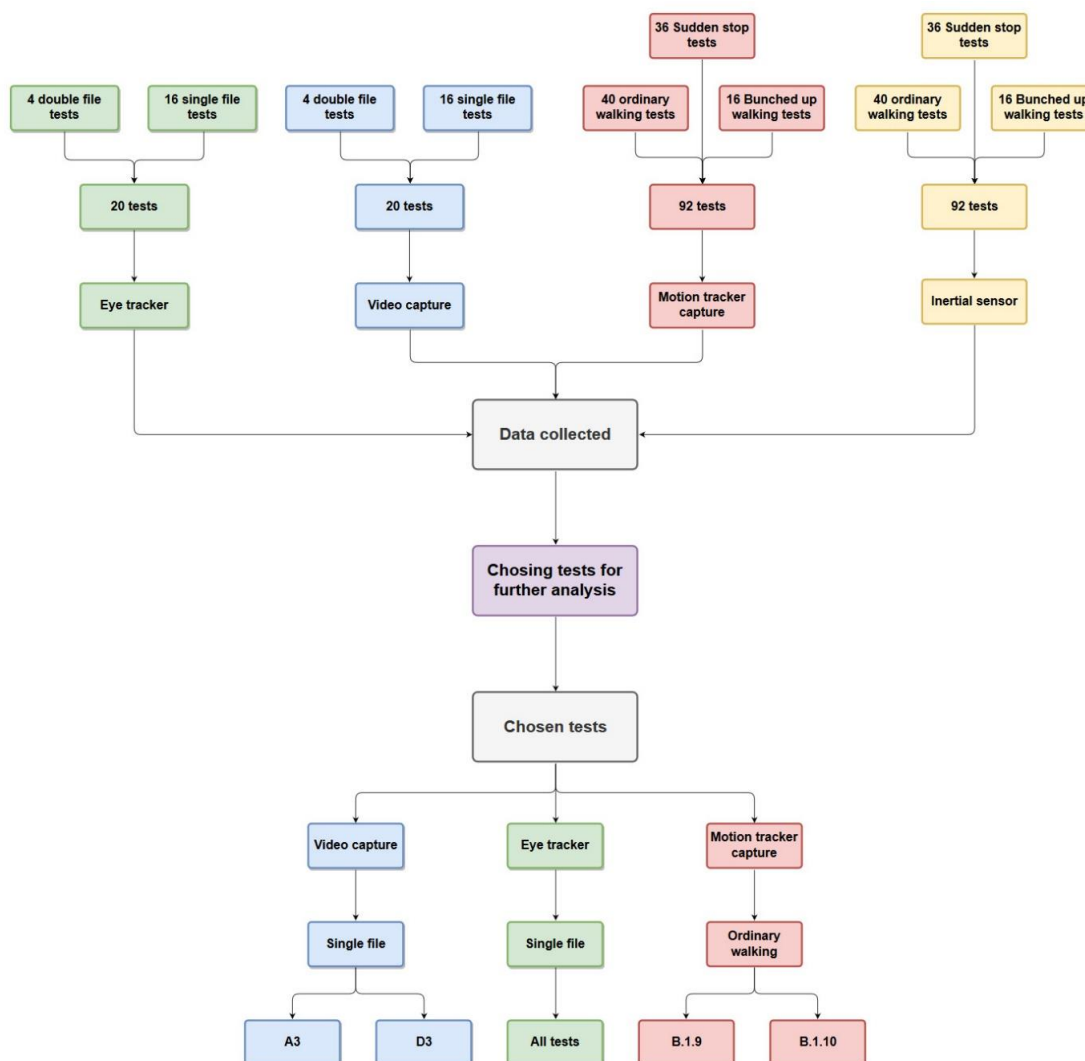 36 Sudden stop
tests
36 Sudden stop
tests
4 double file
tests
16 single file
tests
4 double file
tests
16 single file
tests
40 ordinary
walking tests
16 Bunched up
walking tests
40 ordinary
walking tests
16 Bunched up
walking tests
20 tests
20 tests
92 tests
92 tests
Eye tracker
Video capture
Motion tracker
capture
Inertial sensor
Data collected
Chosing tests for
further analysis
Chosen tests
Video capture
Eye tracker
Motion tracker
capture
Single file
Single file
Ordinary
walking
A3
D3
All tests
B.1.9
B.1.10